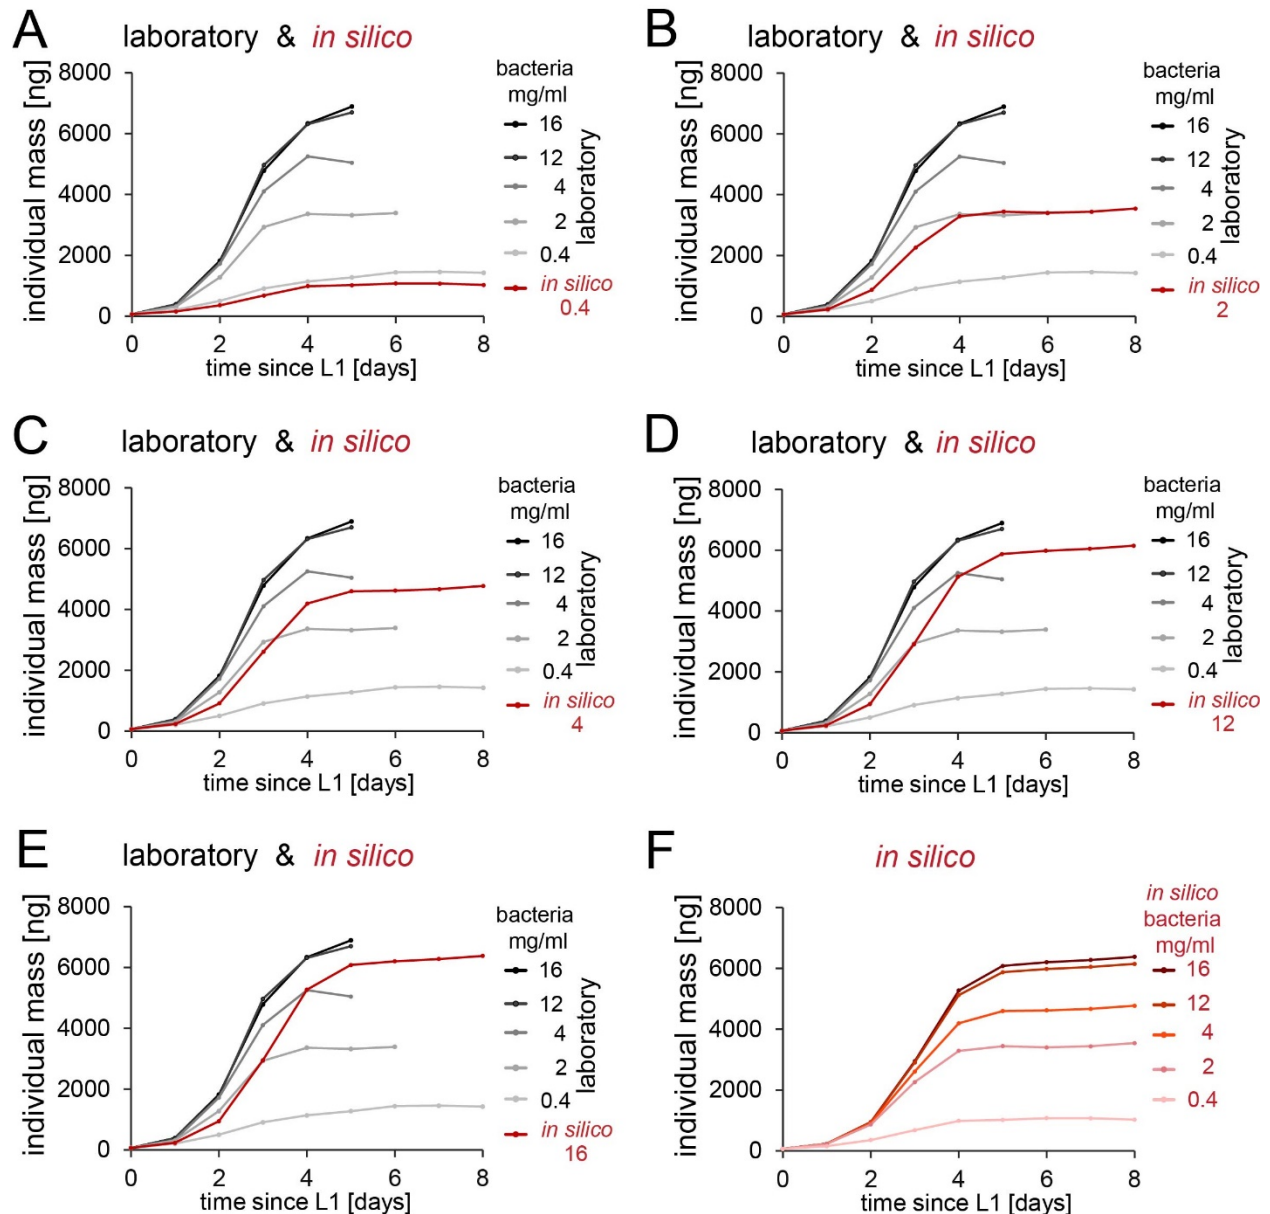 A
laboratory & in silico
individual mass [ng]
8000
6000
4000
2000
0
0 2 4 6 8
time since L1 [days]
bacteria
mg/ml
16
12
4
2
0.4
laboratory
in silico
0.4
B
laboratory & in silico
individual mass [ng]
8000
6000
4000
2000
0
0 2 4 6 8
time since L1 [days]
bacteria
mg/ml
16
12
4
2
0.4
laboratory
in silico
2
C
laboratory & in silico
individual mass [ng]
8000
6000
4000
2000
0
0 2 4 6 8
time since L1 [days]
bacteria
mg/ml
16
12
4
2
0.4
laboratory
in silico
4
D
laboratory & in silico
individual mass [ng]
8000
6000
4000
2000
0
0 2 4 6 8
time since L1 [days]
bacteria
mg/ml
16
12
4
2
0.4
laboratory
in silico
12
E
laboratory & in silico
individual mass [ng]
8000
6000
4000
2000
0
0 2 4 6 8
time since L1 [days]
bacteria
mg/ml
16
12
4
2
0.4
laboratory
in silico
16
F
in silico
individual mass [ng]
8000
6000
4000
2000
0
0 2 4 6 8
time since L1 [days]
in silico
bacteria
mg/ml
16
12
4
2
0.4